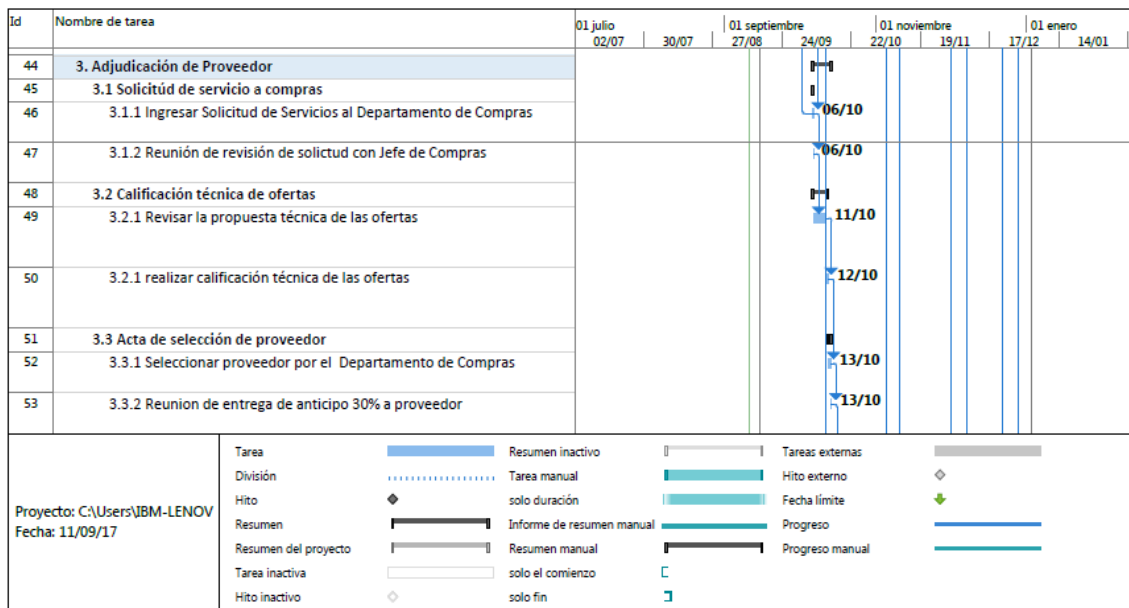 Id Nombre de tarea 01 julio 01 septiembre 01 noviembre 01 enero
02/07 30/07 27/08 24/09 22/10 19/11 17/12 14/01
44 3. Adjudicación de Proveedor
45 3.1 Solicitúd de servicio a compras
46 3.1.1 Ingresar Solicitud de Servicios al Departamento de Compras 06/10
47 3.1.2 Reunión de revisión de solictud con Jefe de Compras 06/10
48 3.2 Calificación técnica de ofertas
49 3.2.1 Revisar la propuesta técnica de las ofertas 11/10
50 3.2.1 realizar calificación técnica de las ofertas 12/10
51 3.3 Acta de selección de proveedor
52 3.3.1 Seleccionar proveedor por el Departamento de Compras 13/10
53 3.3.2 Reunion de entrega de anticipo 30% a proveedor 13/10
Proyecto: C:\Users\IBM-LENOV
Fecha: 11/09/17
Tarea Resumen inactivo Tareas externas
División Tarea manual Hito externo
Hito solo duración Fecha límite
Resumen Informe de resumen manual Progreso
Resumen del proyecto Resumen manual Progreso manual
Tarea inactiva solo el comienzo
Hito inactivo solo fin